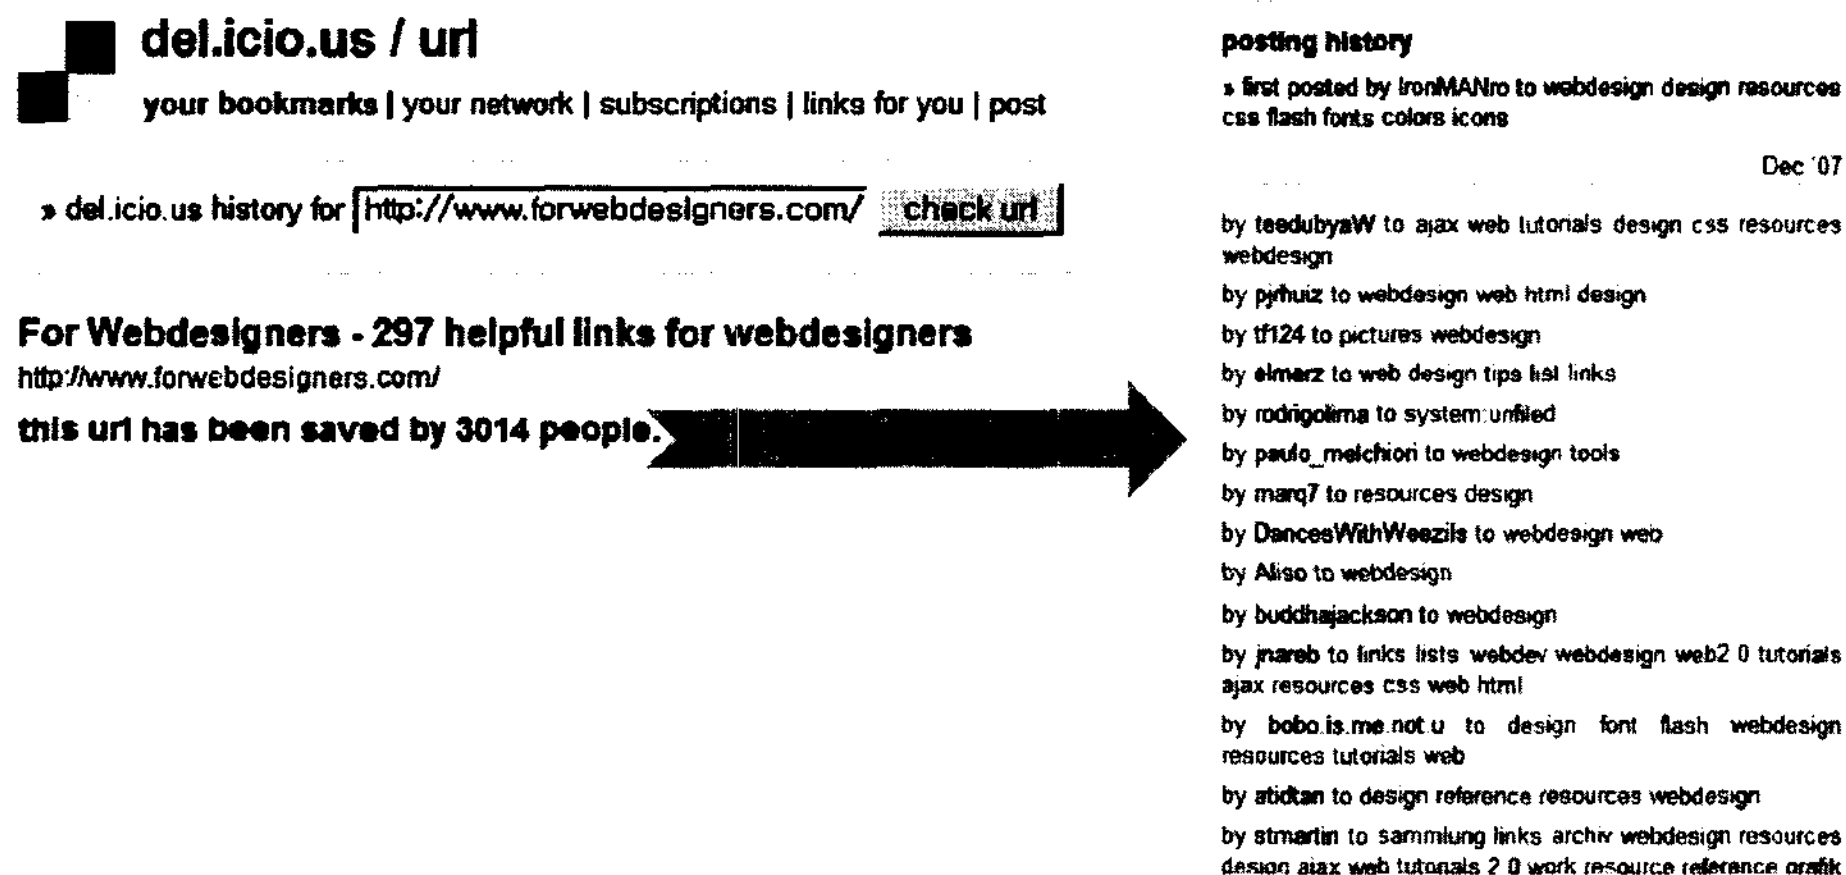 del.icio.us / url
your bookmarks | your network | subscriptions | links for you | post
» del.icio.us history for http://www.forwebdesigners.com/ check url
For Webdesigners - 297 helpful links for webdesigners
http://www.forwebdesigners.com/
this url has been saved by 3014 people.
posting history
» first posted by IronMANro to webdesign design resources
css flash fonts colors icons
Dec '07
by teedubyaW to ajax web tutorials design css resources
webdesign
by pjrhuiz to webdesign web html design
by tf124 to pictures webdesign
by elmarz to web design tips list links
by rodrigolima to system:unfiled
by paulo_melchiori to webdesign tools
by marq7 to resources design
by DancesWithWeezils to webdesign web
by Aliso to webdesign
by buddhajackson to webdesign
by jnareb to links lists webdev webdesign web2.0 tutorials
ajax resources css web html
by bobo.is.me.not.u to design font flash webdesign
resources tutorials web
by atidtan to design reference resources webdesign
by stmartin to sammlung links archiv webdesign resources
design ajax web tutorials 2.0 work resource reference grafik